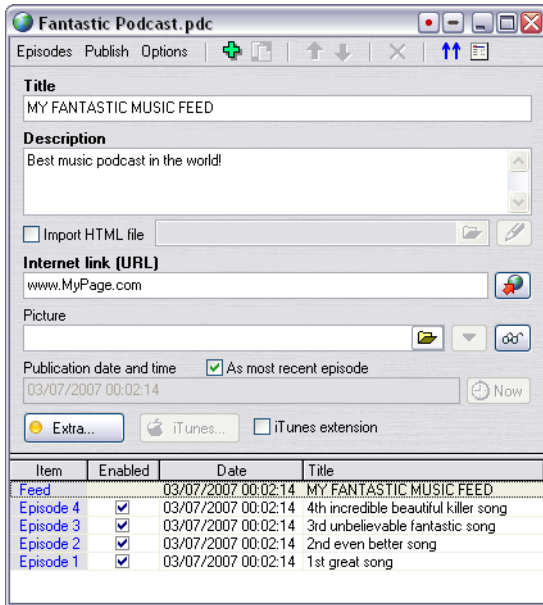 Fantastic Podcast.pdc
Episodes Publish Options
Title
MY FANTASTIC MUSIC FEED
Description
Best music podcast in the world!
Import HTML file
Internet link (URL)
www.MyPage.com
Picture
Publication date and time As most recent episode
03/07/2007 00:02:14 Now
Extra... iTunes... iTunes extension
Item Enabled Date Title
Feed 03/07/2007 00:02:14 MY FANTASTIC MUSIC FEED
Episode 4 03/07/2007 00:02:14 4th incredible beautiful killer song
Episode 3 03/07/2007 00:02:14 3rd unbelievable fantastic song
Episode 2 03/07/2007 00:02:14 2nd even better song
Episode 1 03/07/2007 00:02:14 1st great song